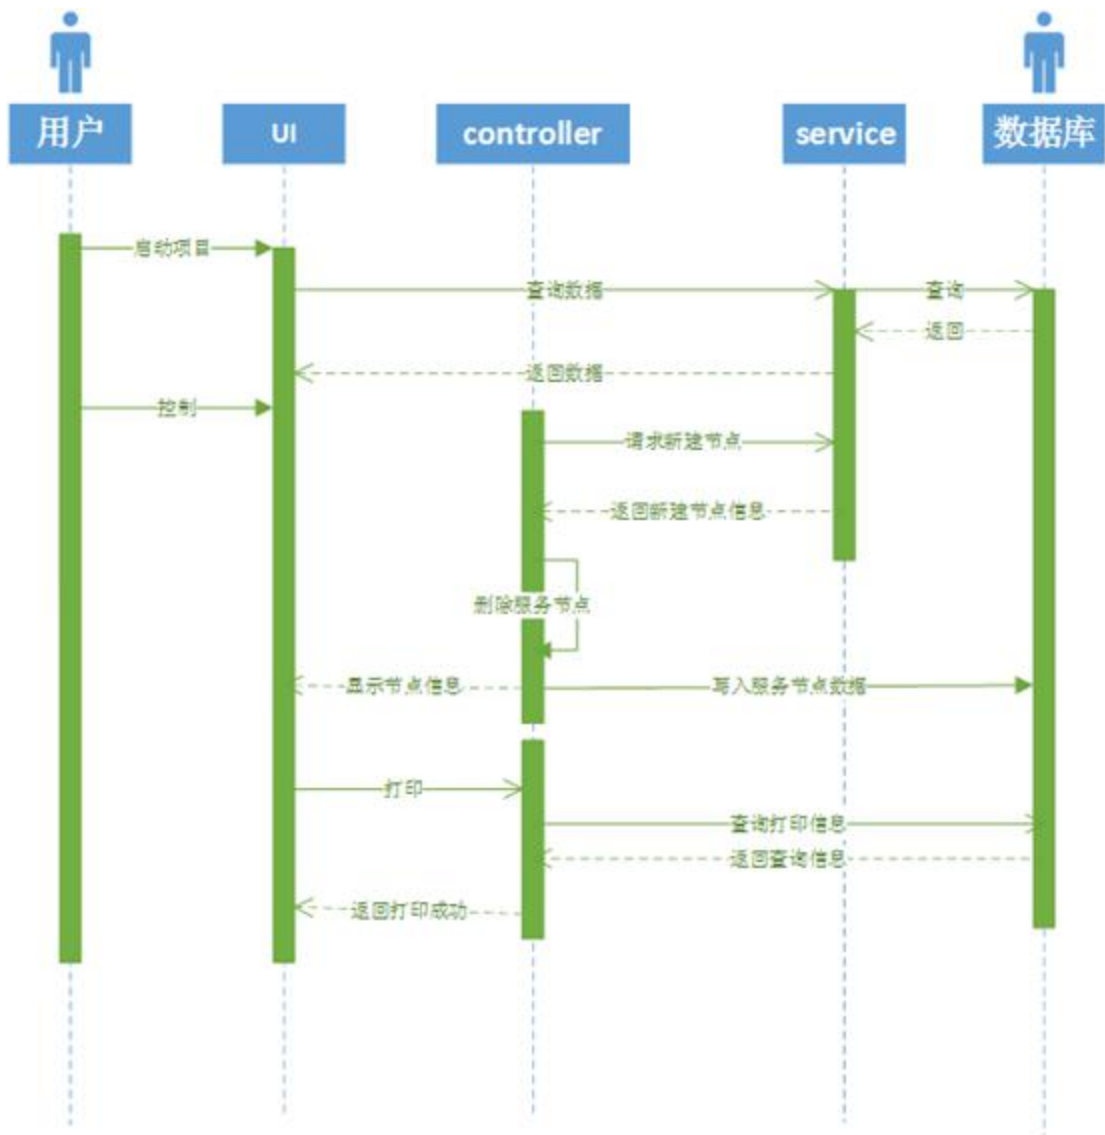 用户
UI
controller
service
数据库
启动项目
查询数据
查询
返回
返回数据
控制
请求新建节点
返回新建节点信息
删除服务节点
显示节点信息
写入服务节点数据
打印
查询打印信息
返回查询信息
返回打印成功